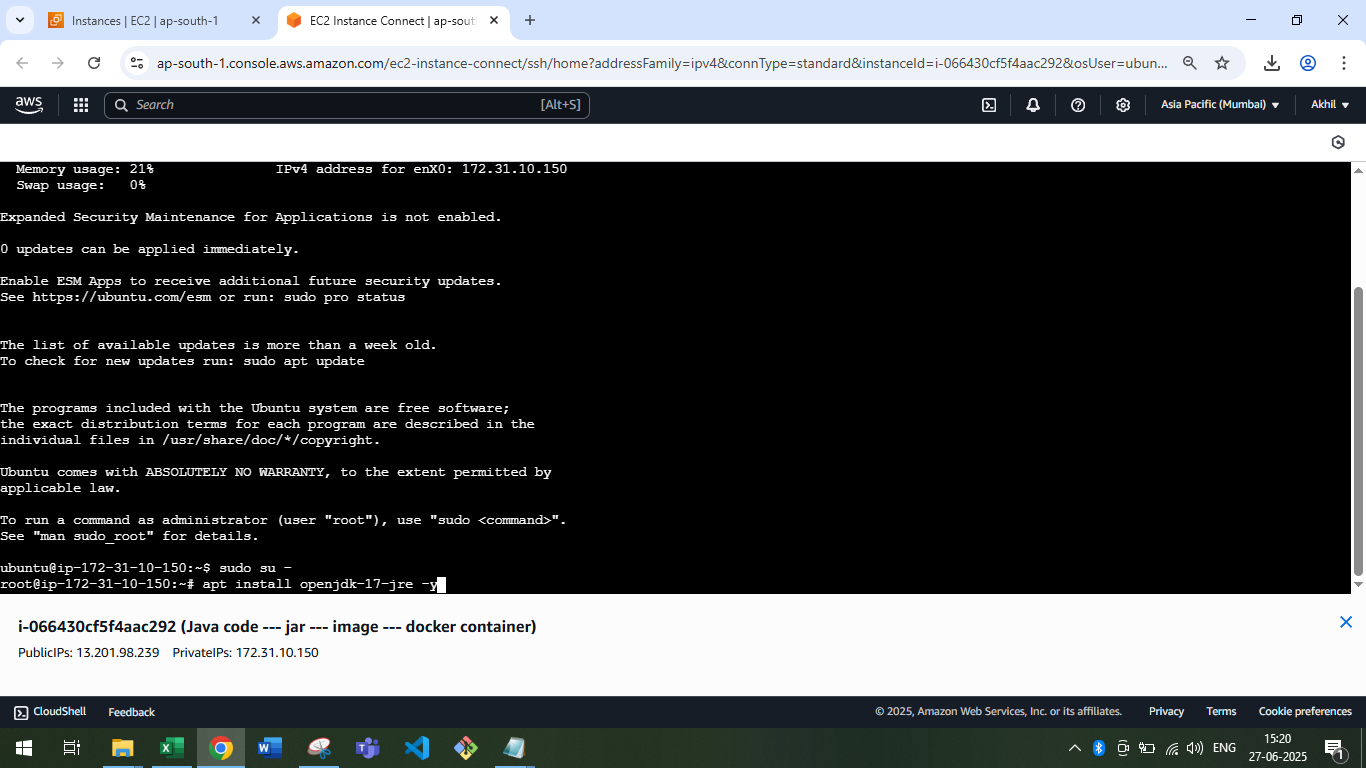 Instances | EC2 | ap-south-1
EC2 Instance Connect | ap-sout
ap-south-1.console.aws.amazon.com/ec2-instance-connect/ssh/home?addressFamily=ipv4&connType=standard&instanceId=i-066430cf5f4aac292&osUser=ubun...
aws
Search
[Alt+S]
Asia Pacific (Mumbai)
Akhil
Memory usage: 21% IPv4 address for enX0: 172.31.10.150
Swap usage: 0%
Expanded Security Maintenance for Applications is not enabled.
0 updates can be applied immediately.
Enable ESM Apps to receive additional future security updates.
See https://ubuntu.com/esm or run: sudo pro status
The list of available updates is more than a week old.
To check for new updates run: sudo apt update
The programs included with the Ubuntu system are free software;
the exact distribution terms for each program are described in the
individual files in /usr/share/doc/*/copyright.
Ubuntu comes with ABSOLUTELY NO WARRANTY, to the extent permitted by
applicable law.
To run a command as administrator (user "root"), use "sudo <command>".
See "man sudo_root" for details.
ubuntu@ip-172-31-10-150:~$ sudo su -
root@ip-172-31-10-150:~# apt install openjdk-17-jre -y
i-066430cf5f4aac292 (Java code --- jar --- image --- docker container)
PublicIPs: 13.201.98.239 PrivateIPs: 172.31.10.150
CloudShell
Feedback
© 2025, Amazon Web Services, Inc. or its affiliates.
Privacy
Terms
Cookie preferences
ENG
15:20
27-06-2025
1